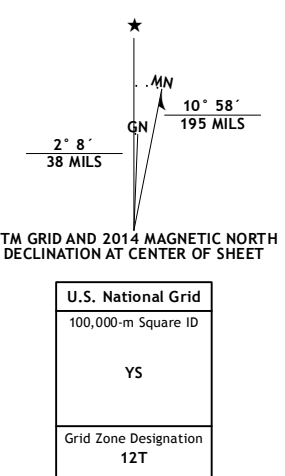 ★
MN
GN
10° 58´
195 MILS
2° 8´
38 MILS
TM GRID AND 2014 MAGNETIC NORTH
DECLINATION AT CENTER OF SHEET
U.S. National Grid
100,000-m Square ID
YS
Grid Zone Designation
12T